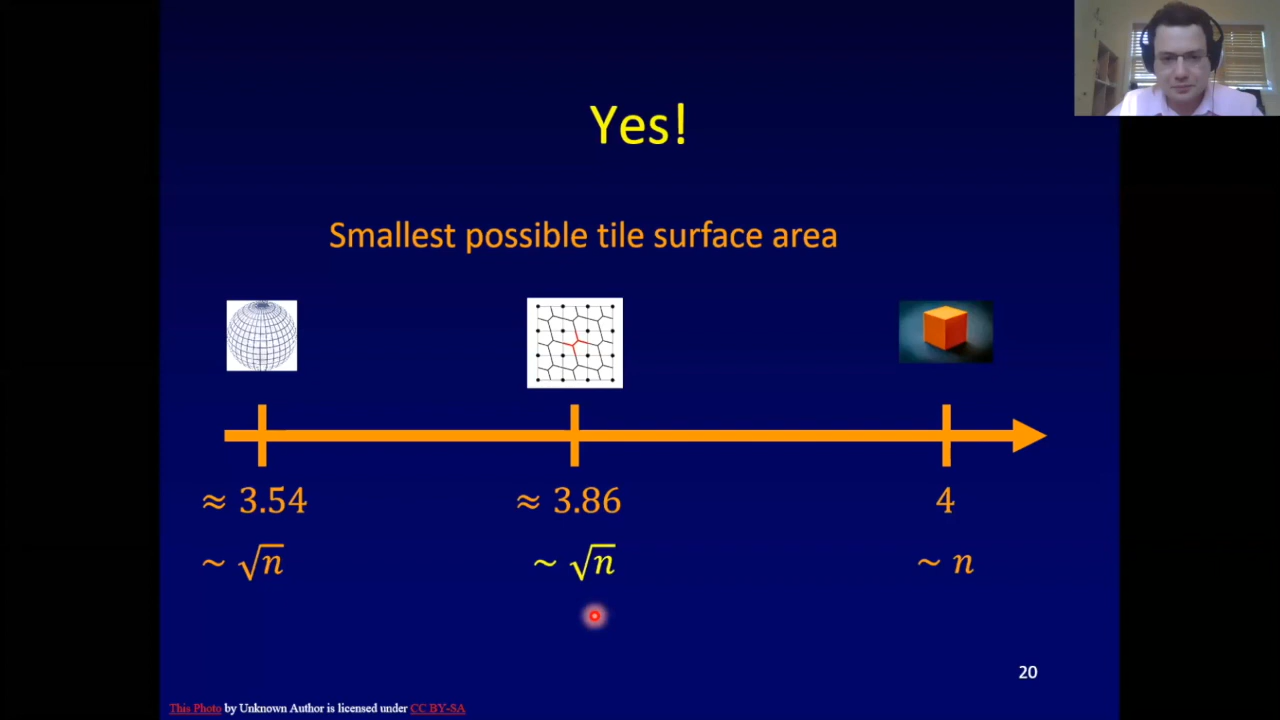 Yes!
Smallest possible tile surface area
≈ 3.54 ≈ 3.86 4
~ √n ~ √n ~ n
20
This Photo by Unknown Author is licensed under CC BY-SA